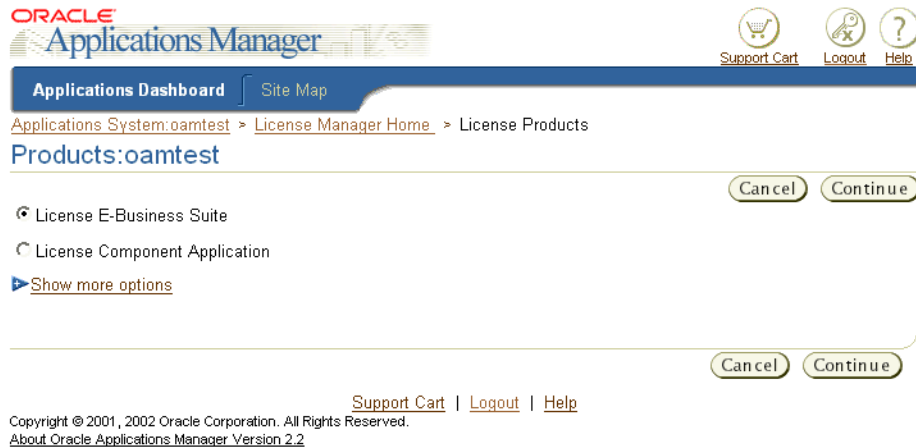 ORACLE
Applications Manager
Support Cart Logout Help
Applications Dashboard Site Map
Applications System:oamtest > License Manager Home > License Products
Products:oamtest
Cancel Continue
License E-Business Suite
License Component Application
Show more options
Cancel Continue
Support Cart | Logout | Help
Copyright © 2001, 2002 Oracle Corporation. All Rights Reserved.
About Oracle Applications Manager Version 2.2